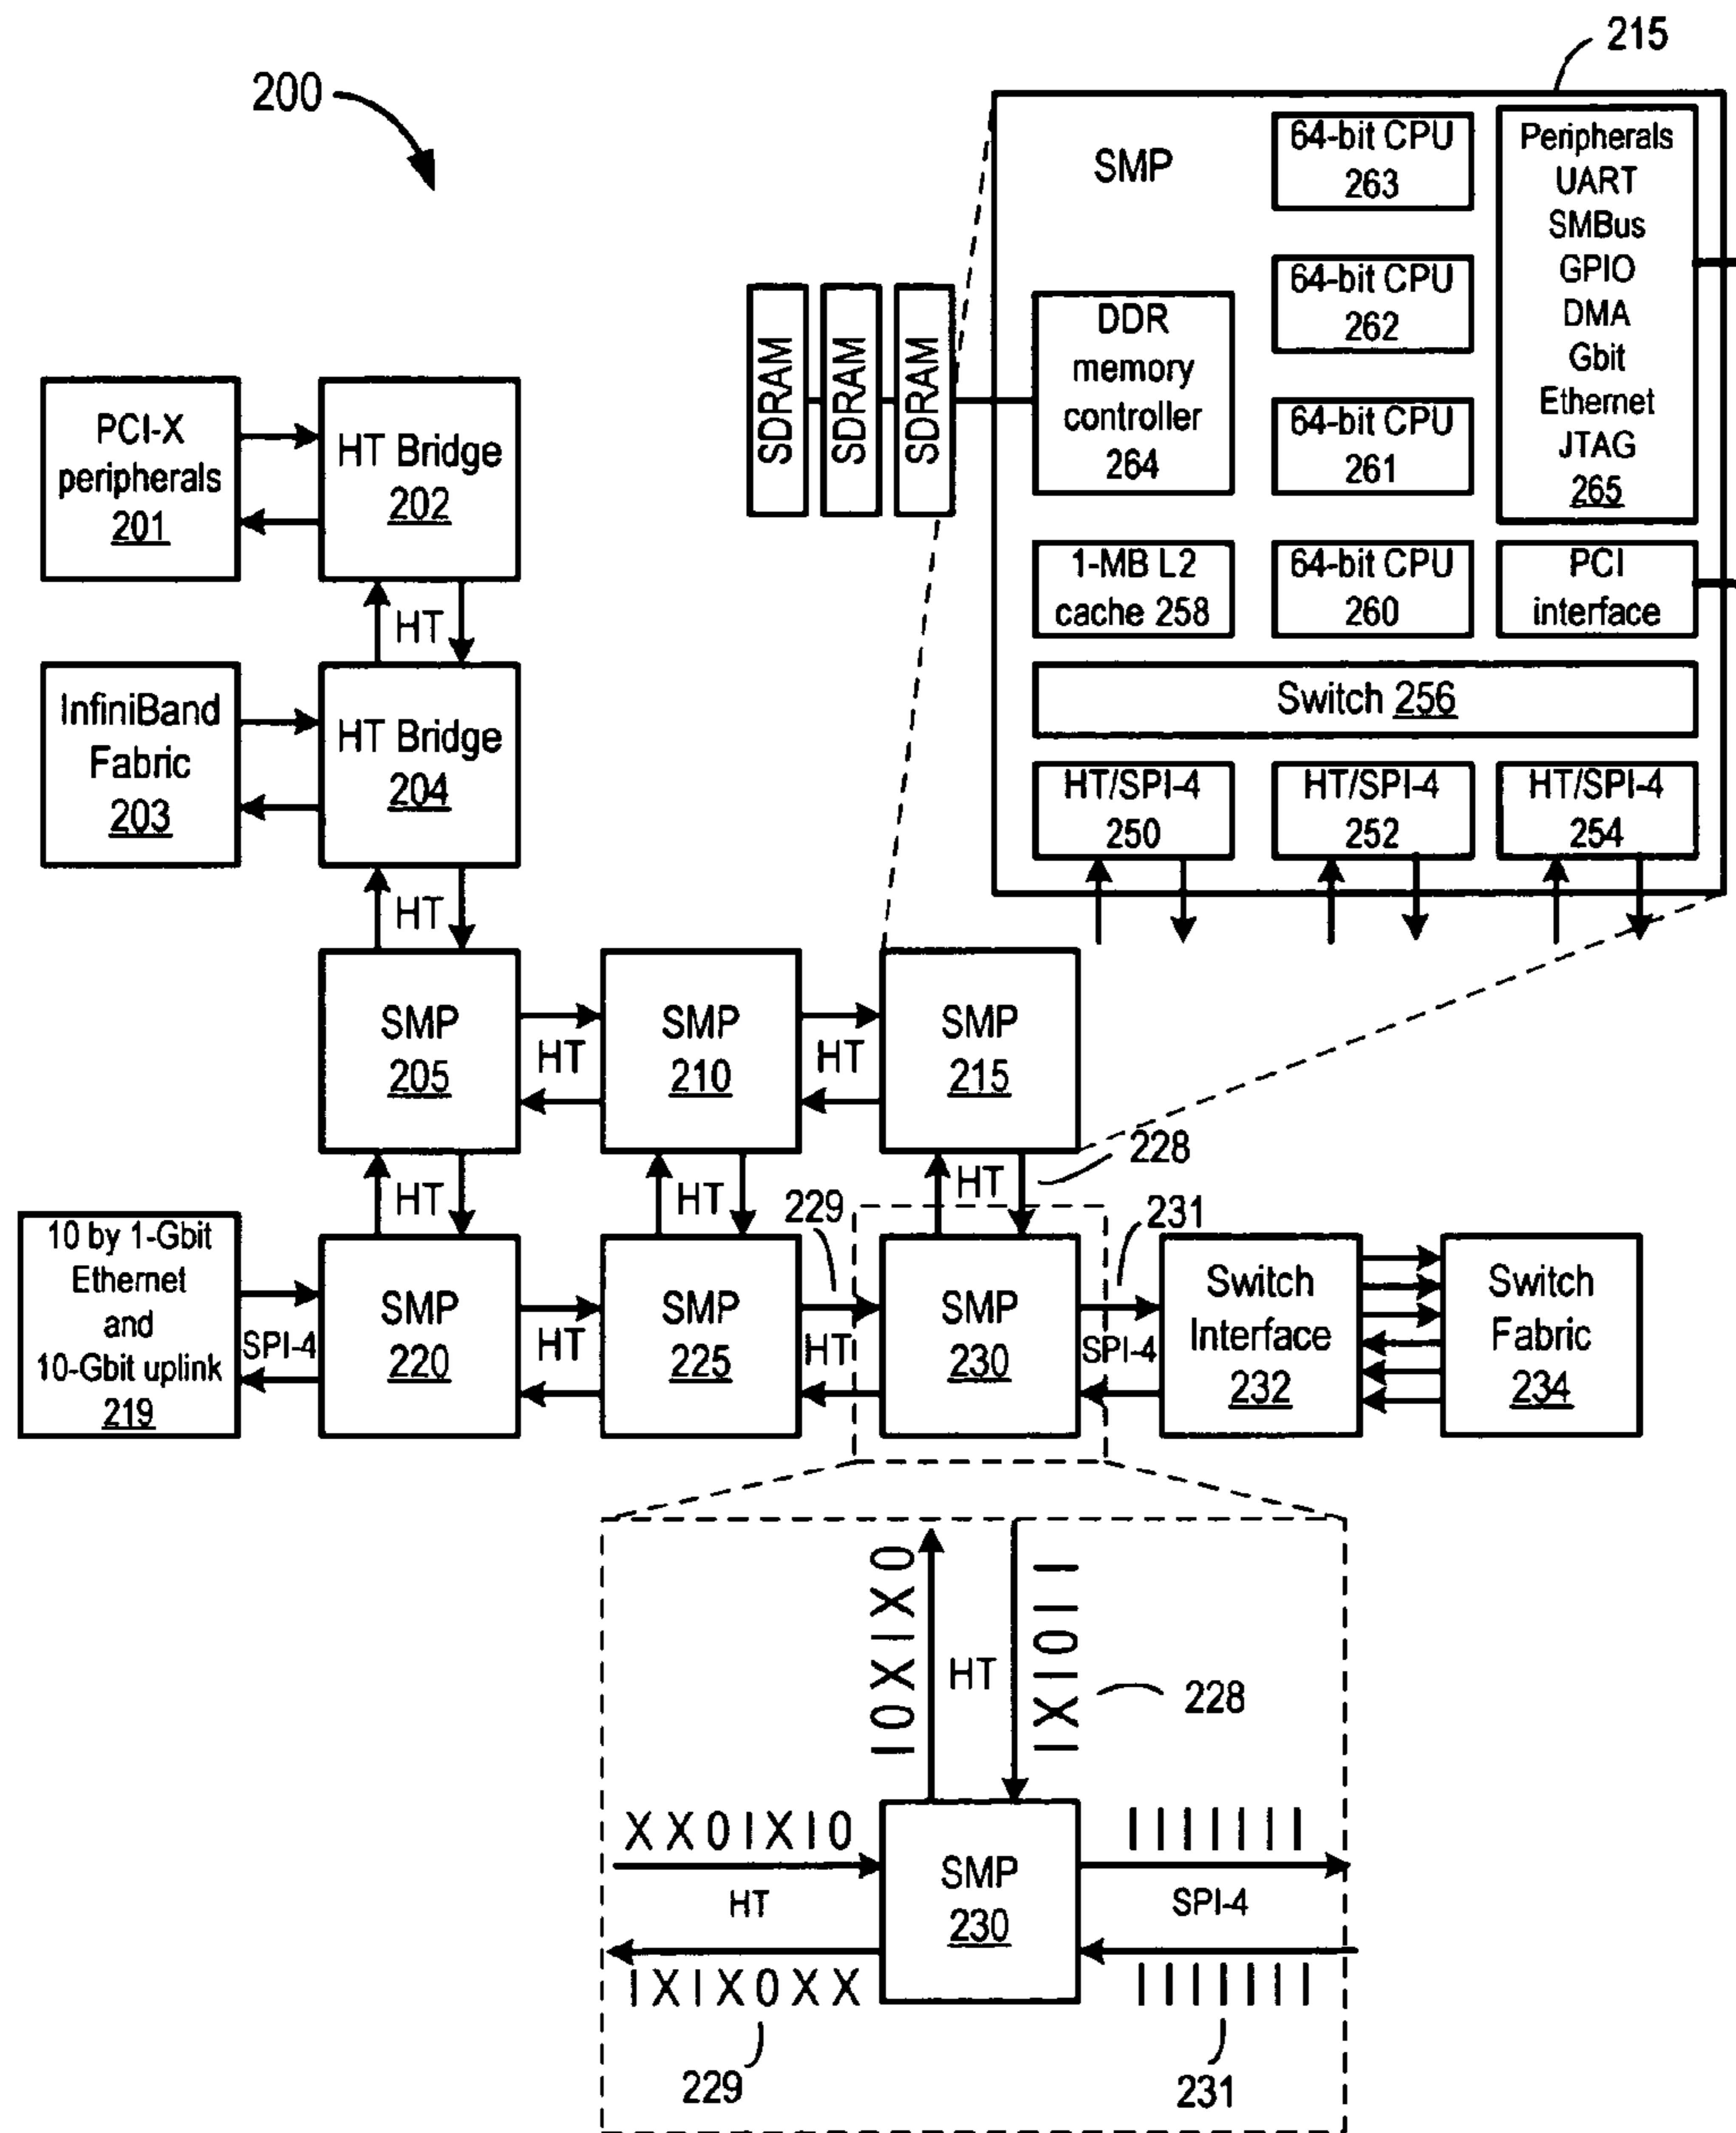 215
200
SMP
64-bit CPU
263
64-bit CPU
262
64-bit CPU
261
64-bit CPU
260
Peripherals
UART
SMBus
GPIO
DMA
Gbit
Ethernet
JTAG
265
SDRAM
SDRAM
SDRAM
DDR
memory
controller
264
1-MB L2
cache 258
PCI
interface
Switch 256
HT/SPI-4
250
HT/SPI-4
252
HT/SPI-4
254
PCI-X
peripherals
201
HT Bridge
202
HT
InfiniBand
Fabric
203
HT Bridge
204
HT
SMP
205
HT
SMP
210
HT
SMP
215
HT
HT
HT
228
229
231
10 by 1-Gbit
Ethernet
and
10-Gbit uplink
219
SPI-4
SMP
220
HT
SMP
225
HT
SMP
230
SPI-4
Switch
Interface
232
Switch
Fabric
234
I O X I X O
HT
I X I O I I
228
X X O I X I O
HT
I X I X O X X
229
SMP
230
I I I I I I I
SPI-4
I I I I I I I
231